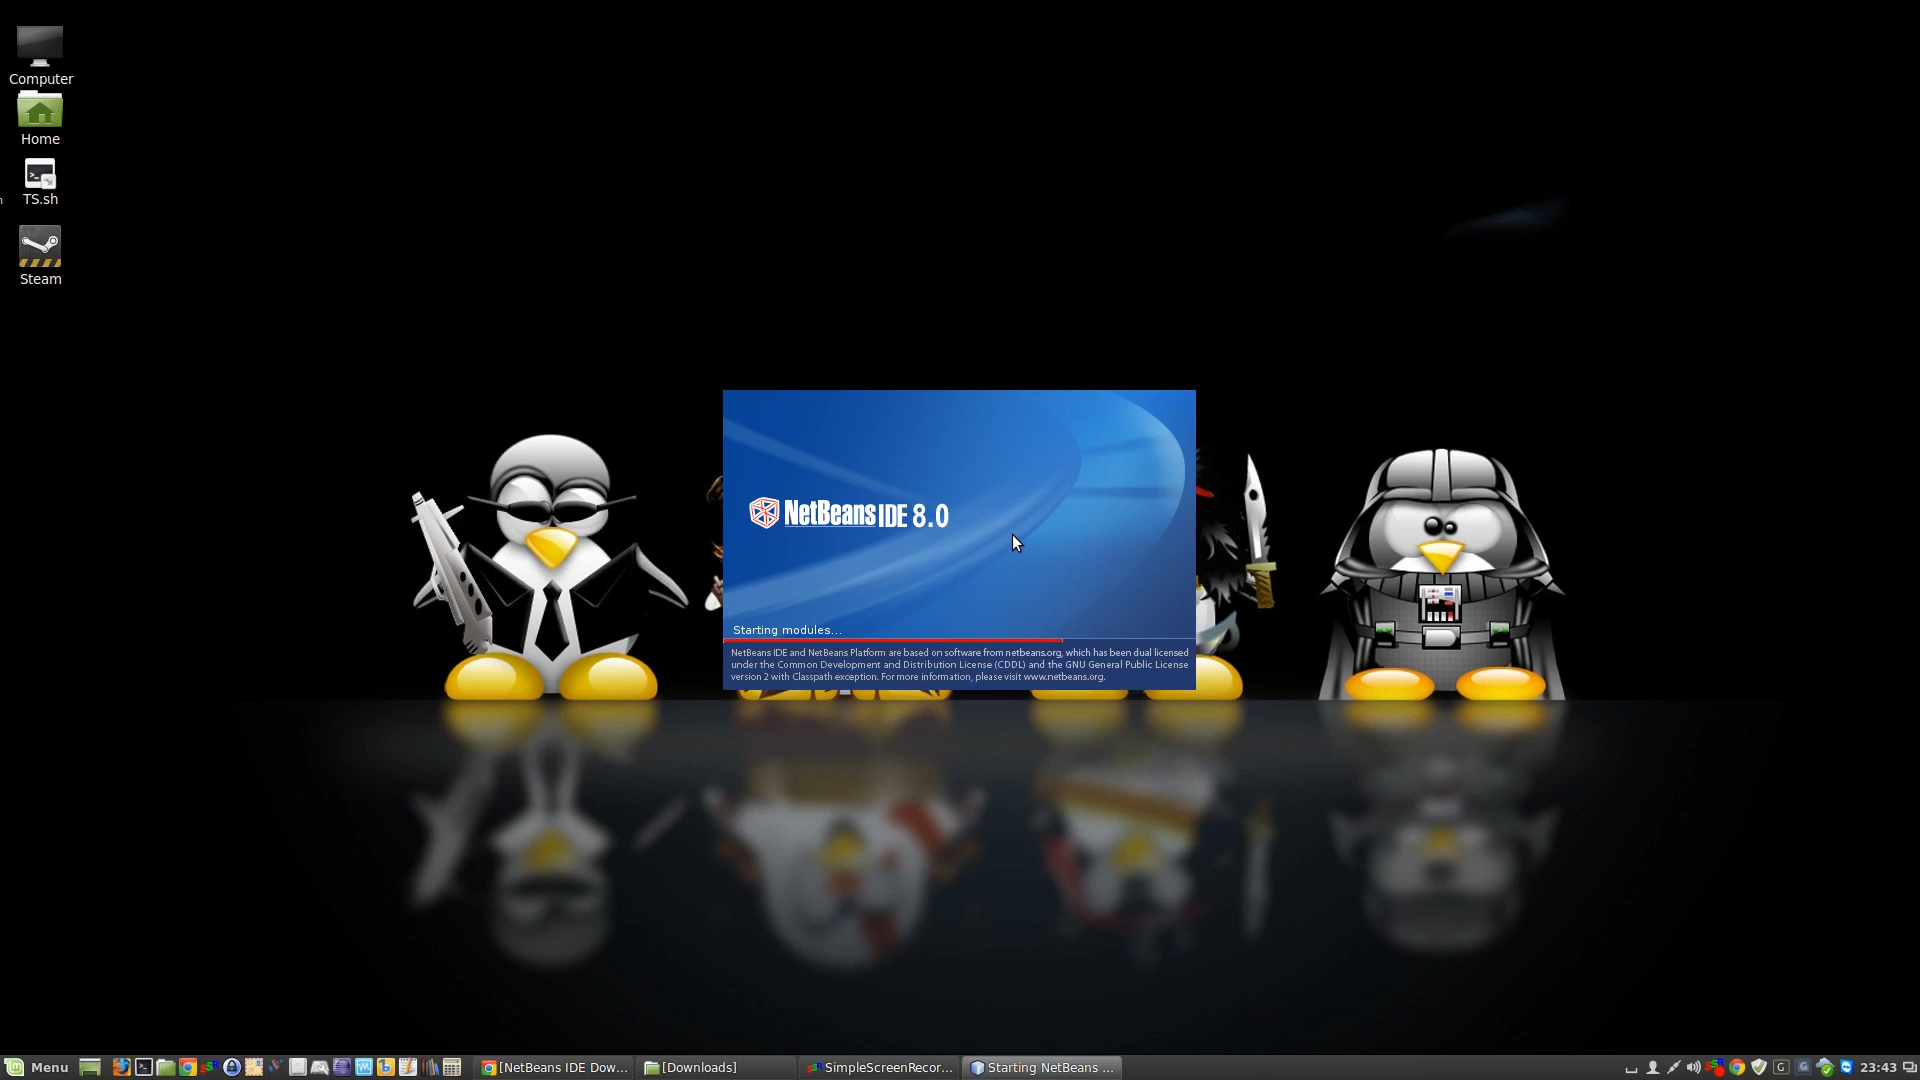 Computer
Home
TS.sh
Steam
NetBeans IDE 8.0
Starting modules...
NetBeans IDE and NetBeans Platform are based on software from netbeans.org, which has been dual licensed
under the Common Development and Distribution License (CDDL) and the GNU General Public License
version 2 with Classpath exception. For more information, please visit www.netbeans.org.
Menu
[NetBeans IDE Dow...
[Downloads]
SimpleScreenRecor...
Starting NetBeans ...
23:43